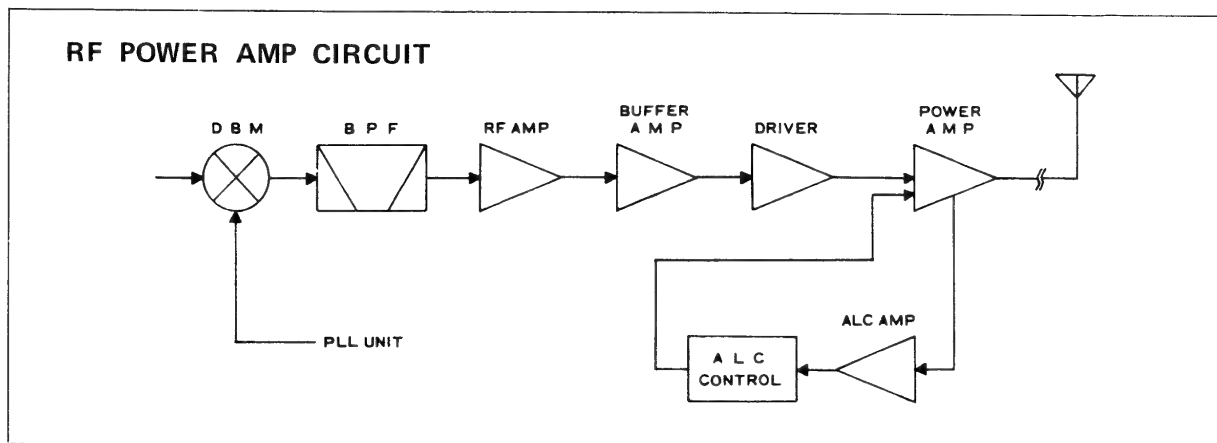 RF POWER AMP CIRCUIT
DBM
BPF
RF AMP
BUFFER
AMP
DRIVER
POWER
AMP
PLL UNIT
ALC AMP
ALC
CONTROL